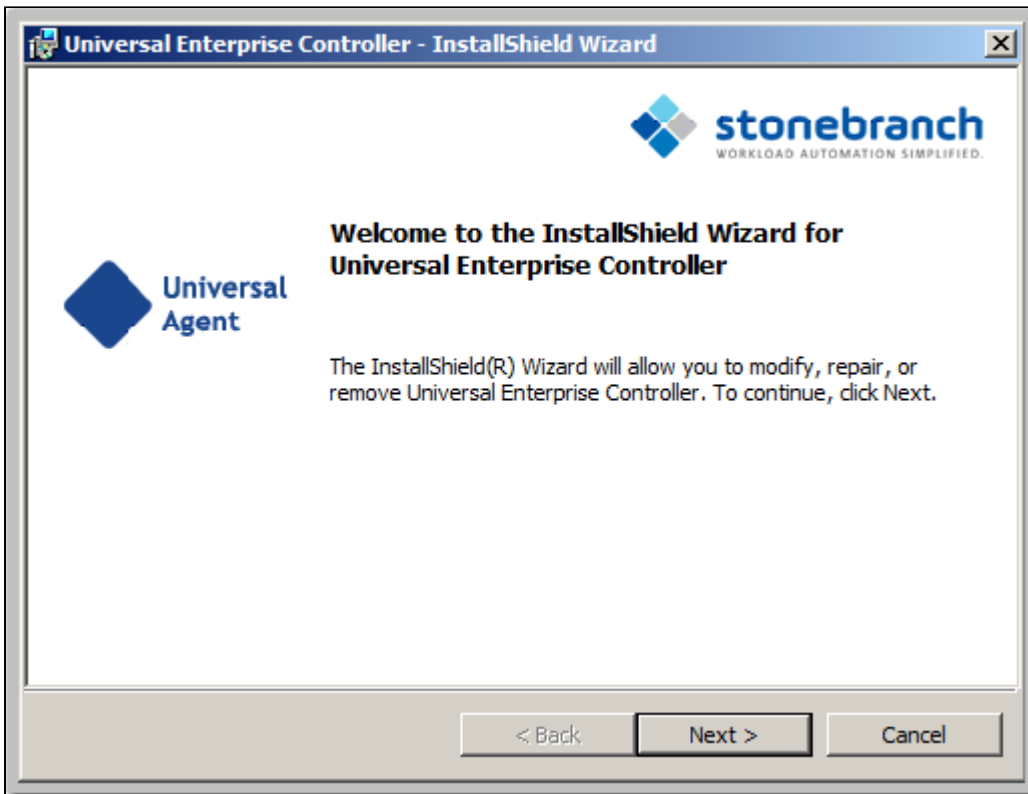 Universal Enterprise Controller - InstallShield Wizard
stonebranch
WORKLOAD AUTOMATION SIMPLIFIED.
Welcome to the InstallShield Wizard for
Universal Enterprise Controller
Universal
Agent
The InstallShield(R) Wizard will allow you to modify, repair, or
remove Universal Enterprise Controller. To continue, click Next.
< Back
Next >
Cancel